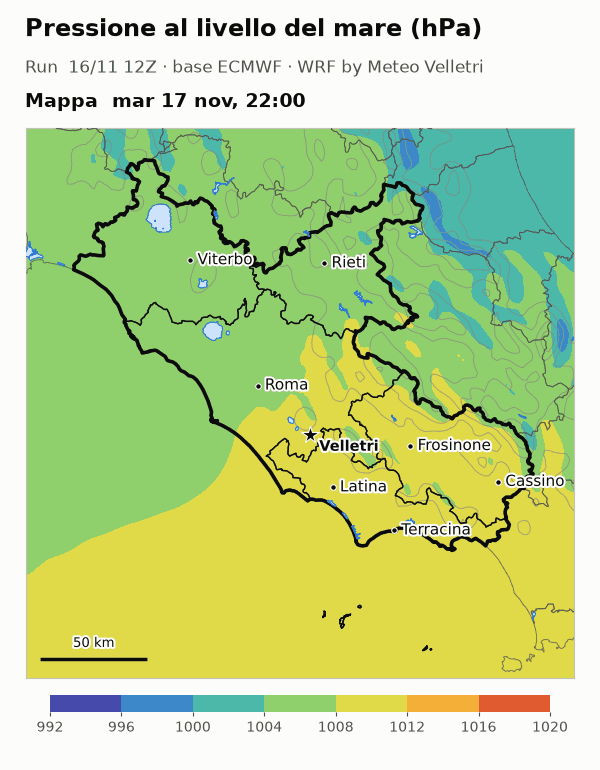 Pressione al livello del mare (hPa)
Run  16/11 12Z · base ECMWF · WRF by Meteo Velletri
Mappa  mar 17 nov, 22:00
Viterbo
Rieti
Roma
Velletri
Frosinone
Latina
Cassino
Terracina
50 km
992 996 1000 1004 1008 1012 1016 1020